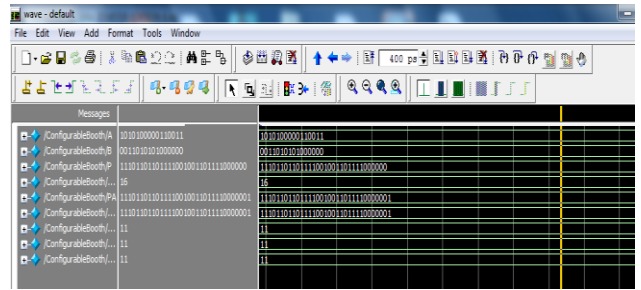 wave - default
File Edit View Add Format Tools Window
400 ps
Messages
/ConfigurableBooth/A 1010100000110011 1010100000110011
/ConfigurableBooth/B 0011010101000000 0011010101000000
/ConfigurableBooth/P 11101101101111001001101111000000 11101101101111001001101111000000
/ConfigurableBooth/... 16 16
/ConfigurableBooth/PA 111011011011110010011011110000001 111011011011110010011011110000001
/ConfigurableBooth/... 111011011011110010011011110000001 111011011011110010011011110000001
/ConfigurableBooth/... 11 11
/ConfigurableBooth/... 11 11
/ConfigurableBooth/... 11 11